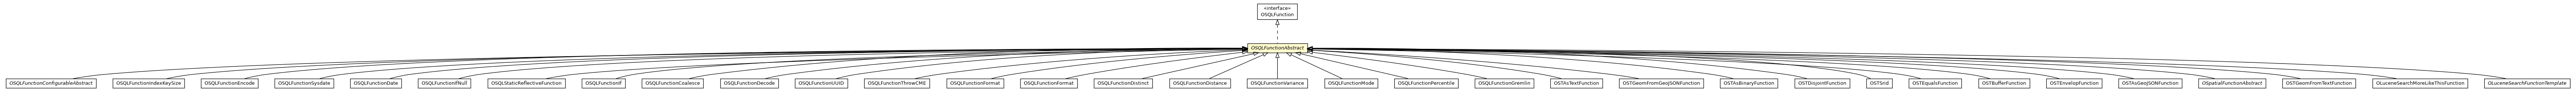 «interface»
OSQLFunction
OSQLFunctionAbstract
OSQLFunctionConfigurableAbstract
OSQLFunctionIndexKeySize
OSQLFunctionEncode
OSQLFunctionSysdate
OSQLFunctionDate
OSQLFunctionIfNull
OSQLStaticReflectiveFunction
OSQLFunctionIf
OSQLFunctionCoalesce
OSQLFunctionDecode
OSQLFunctionUUID
OSQLFunctionThrowCME
OSQLFunctionFormat
OSQLFunctionFormat
OSQLFunctionDistinct
OSQLFunctionDistance
OSQLFunctionVariance
OSQLFunctionMode
OSQLFunctionPercentile
OSQLFunctionGremlin
OSTAsTextFunction
OSTGeomFromGeoJSONFunction
OSTAsBinaryFunction
OSTDisjointFunction
OSTSrid
OSTEqualsFunction
OSTBufferFunction
OSTEnvelopFunction
OSTAsGeoJSONFunction
OSpatialFunctionAbstract
OSTGeomFromTextFunction
OLuceneSearchMoreLikeThisFunction
OLuceneSearchFunctionTemplate